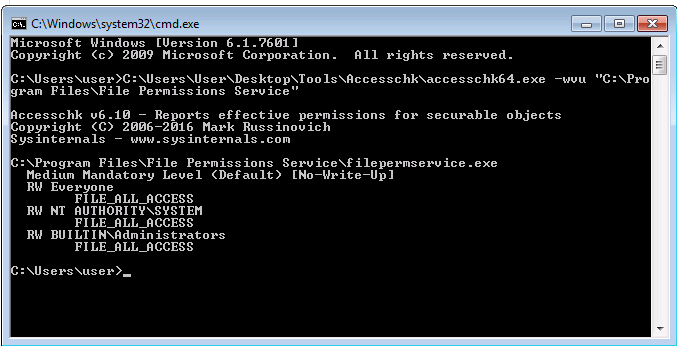 C:\Windows\system32\cmd.exe
Microsoft Windows [Version 6.1.7601]
Copyright (c) 2009 Microsoft Corporation.  All rights reserved.
C:\Users\user>C:\Users\User\Desktop\Tools\Accesschk\accesschk64.exe -wvu "C:\Pro
gram Files\File Permissions Service"
Accesschk v6.10 - Reports effective permissions for securable objects
Copyright (C) 2006-2016 Mark Russinovich
Sysinternals - www.sysinternals.com
C:\Program Files\File Permissions Service\filepermservice.exe
  Medium Mandatory Level (Default) [No-Write-Up]
  RW Everyone
        FILE_ALL_ACCESS
  RW NT AUTHORITY\SYSTEM
        FILE_ALL_ACCESS
  RW BUILTIN\Administrators
        FILE_ALL_ACCESS
C:\Users\user>_